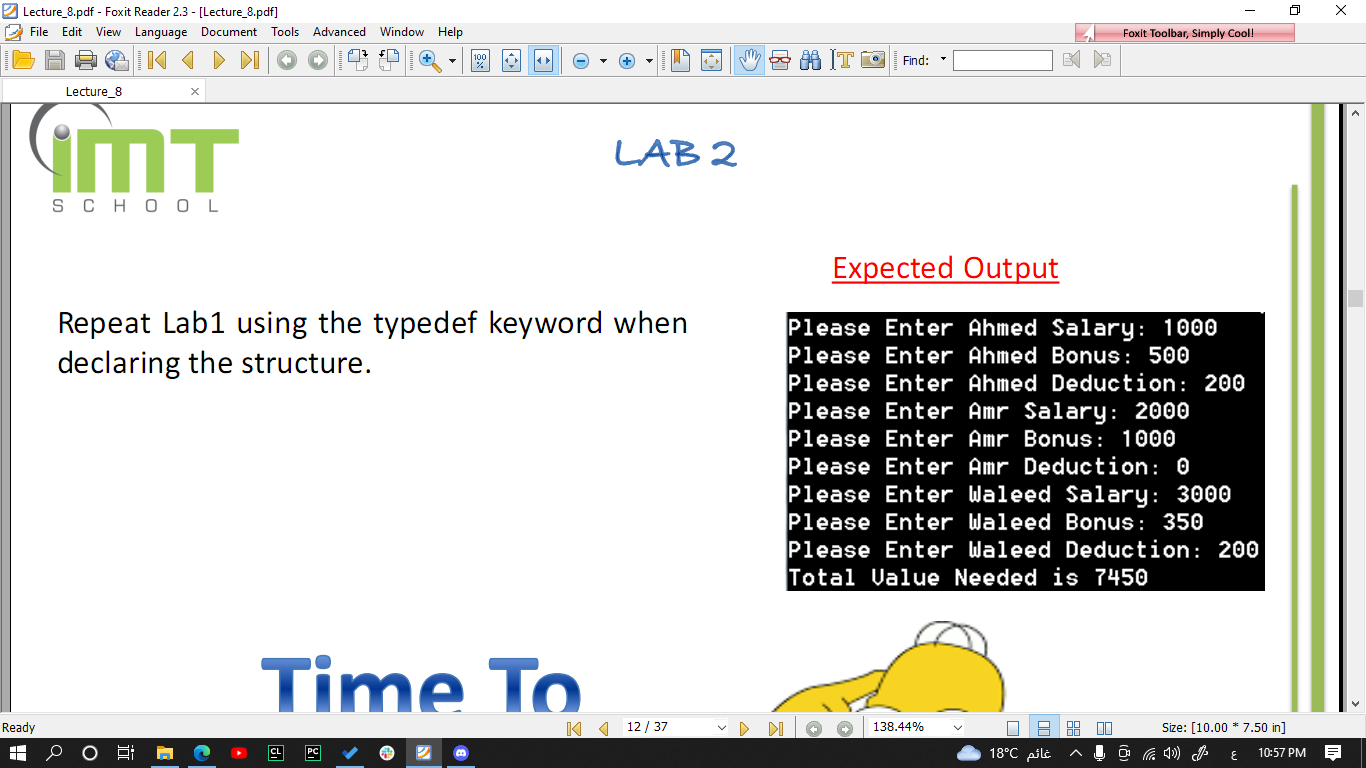 Lecture_8.pdf - Foxit Reader 2.3 - [Lecture_8.pdf]
File Edit View Language Document Tools Advanced Window Help
Foxit Toolbar, Simply Cool!
100 %
Find:
Lecture_8
iMT
SCHOOL
LAB 2
Expected Output
Repeat Lab1 using the typedef keyword when
declaring the structure.
Please Enter Ahmed Salary: 1000
Please Enter Ahmed Bonus: 500
Please Enter Ahmed Deduction: 200
Please Enter Amr Salary: 2000
Please Enter Amr Bonus: 1000
Please Enter Amr Deduction: 0
Please Enter Waleed Salary: 3000
Please Enter Waleed Bonus: 350
Please Enter Waleed Deduction: 200
Total Value Needed is 7450
Time To
Ready
12 / 37
138.44%
Size: [10.00 * 7.50 in]
CL
PC
18°C غائم
ع
10:57 PM